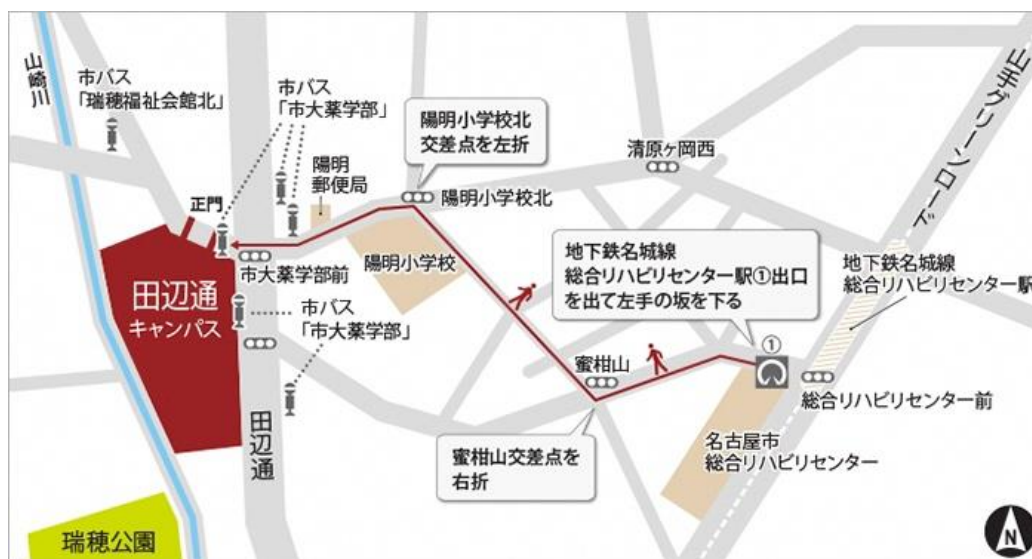 山崎川
市バス
「瑞穂福祉会館北」
市バス
「市大薬学部」
陽明
郵便局
陽明小学校北
交差点を左折
清原ヶ岡西
山手グリーンロード
正門
陽明小学校北
田辺通
キャンパス
市大薬学部前
陽明小学校
地下鉄名城線
総合リハビリセンター駅①出口
を出て左手の坂を下る
地下鉄名城線
総合リハビリセンター駅
市バス
「市大薬学部」
①
蜜柑山
総合リハビリセンター前
田辺通
蜜柑山交差点を
右折
名古屋市
総合リハビリセンター
瑞穂公園
N